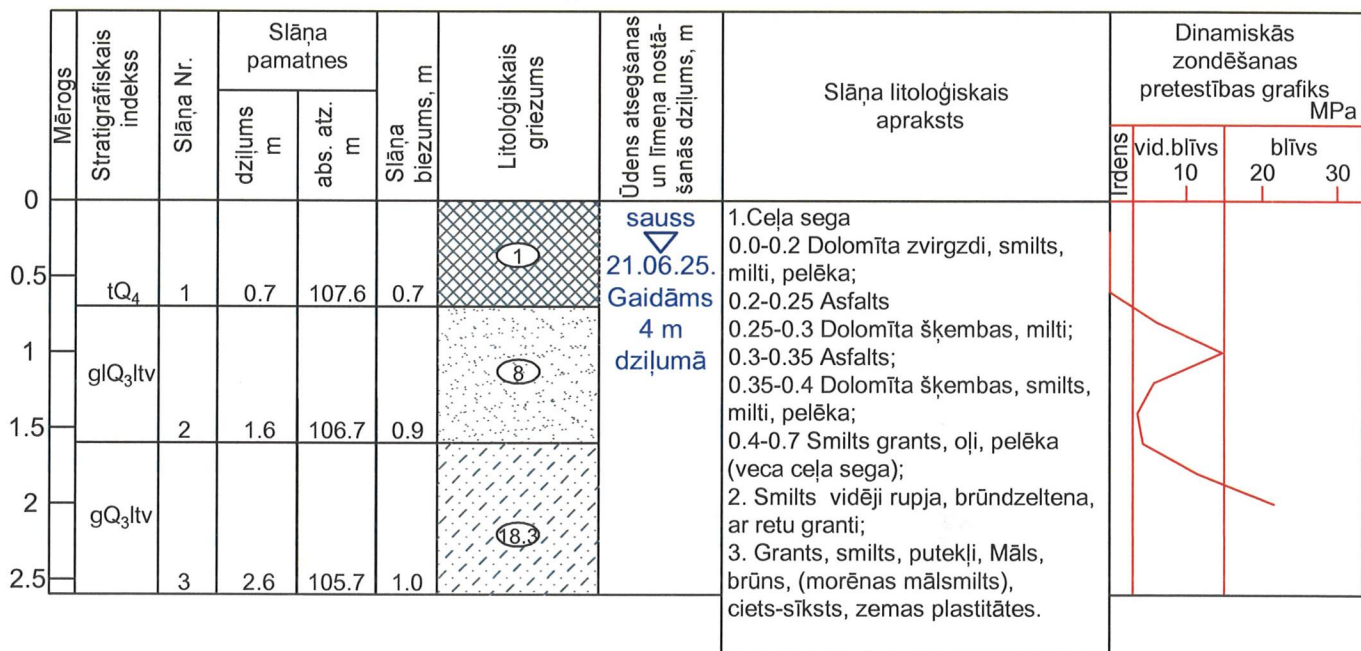 Mērogs
Stratigrāfiskais
indekss
Slāņa Nr.
Slāņa
pamatnes
dziļums
m
abs. atz.
m
Slāņa
biezums, m
Litoloģiskais
griezums
Ūdens atsegšanas
un līmeņa nostā-
šanās dziļums, m
Slāņa litoloģiskais
apraksts
Dinamiskās
zondēšanas
pretestības grafiks
MPa
Irdens
vid.blīvs
blīvs
10 20 30
0
0.5
1
1.5
2
2.5
tQ₄ 1 0.7 107.6 0.7
glQ₃ltv
2 1.6 106.7 0.9
gQ₃ltv
3 2.6 105.7 1.0
1
8
18.3
sauss
21.06.25.
Gaidāms
4 m
dziļumā
1.Ceļa sega
0.0-0.2 Dolomīta zvirgzdi, smilts,
milti, pelēka;
0.2-0.25 Asfalts
0.25-0.3 Dolomīta šķembas, milti;
0.3-0.35 Asfalts;
0.35-0.4 Dolomīta šķembas, smilts,
milti, pelēka;
0.4-0.7 Smilts grants, oļi, pelēka
(veca ceļa sega);
2. Smilts vidēji rupja, brūndzeltena,
ar retu granti;
3. Grants, smilts, putekļi, Māls,
brūns, (morēnas mālsmilts),
ciets-sīksts, zemas plastitātes.